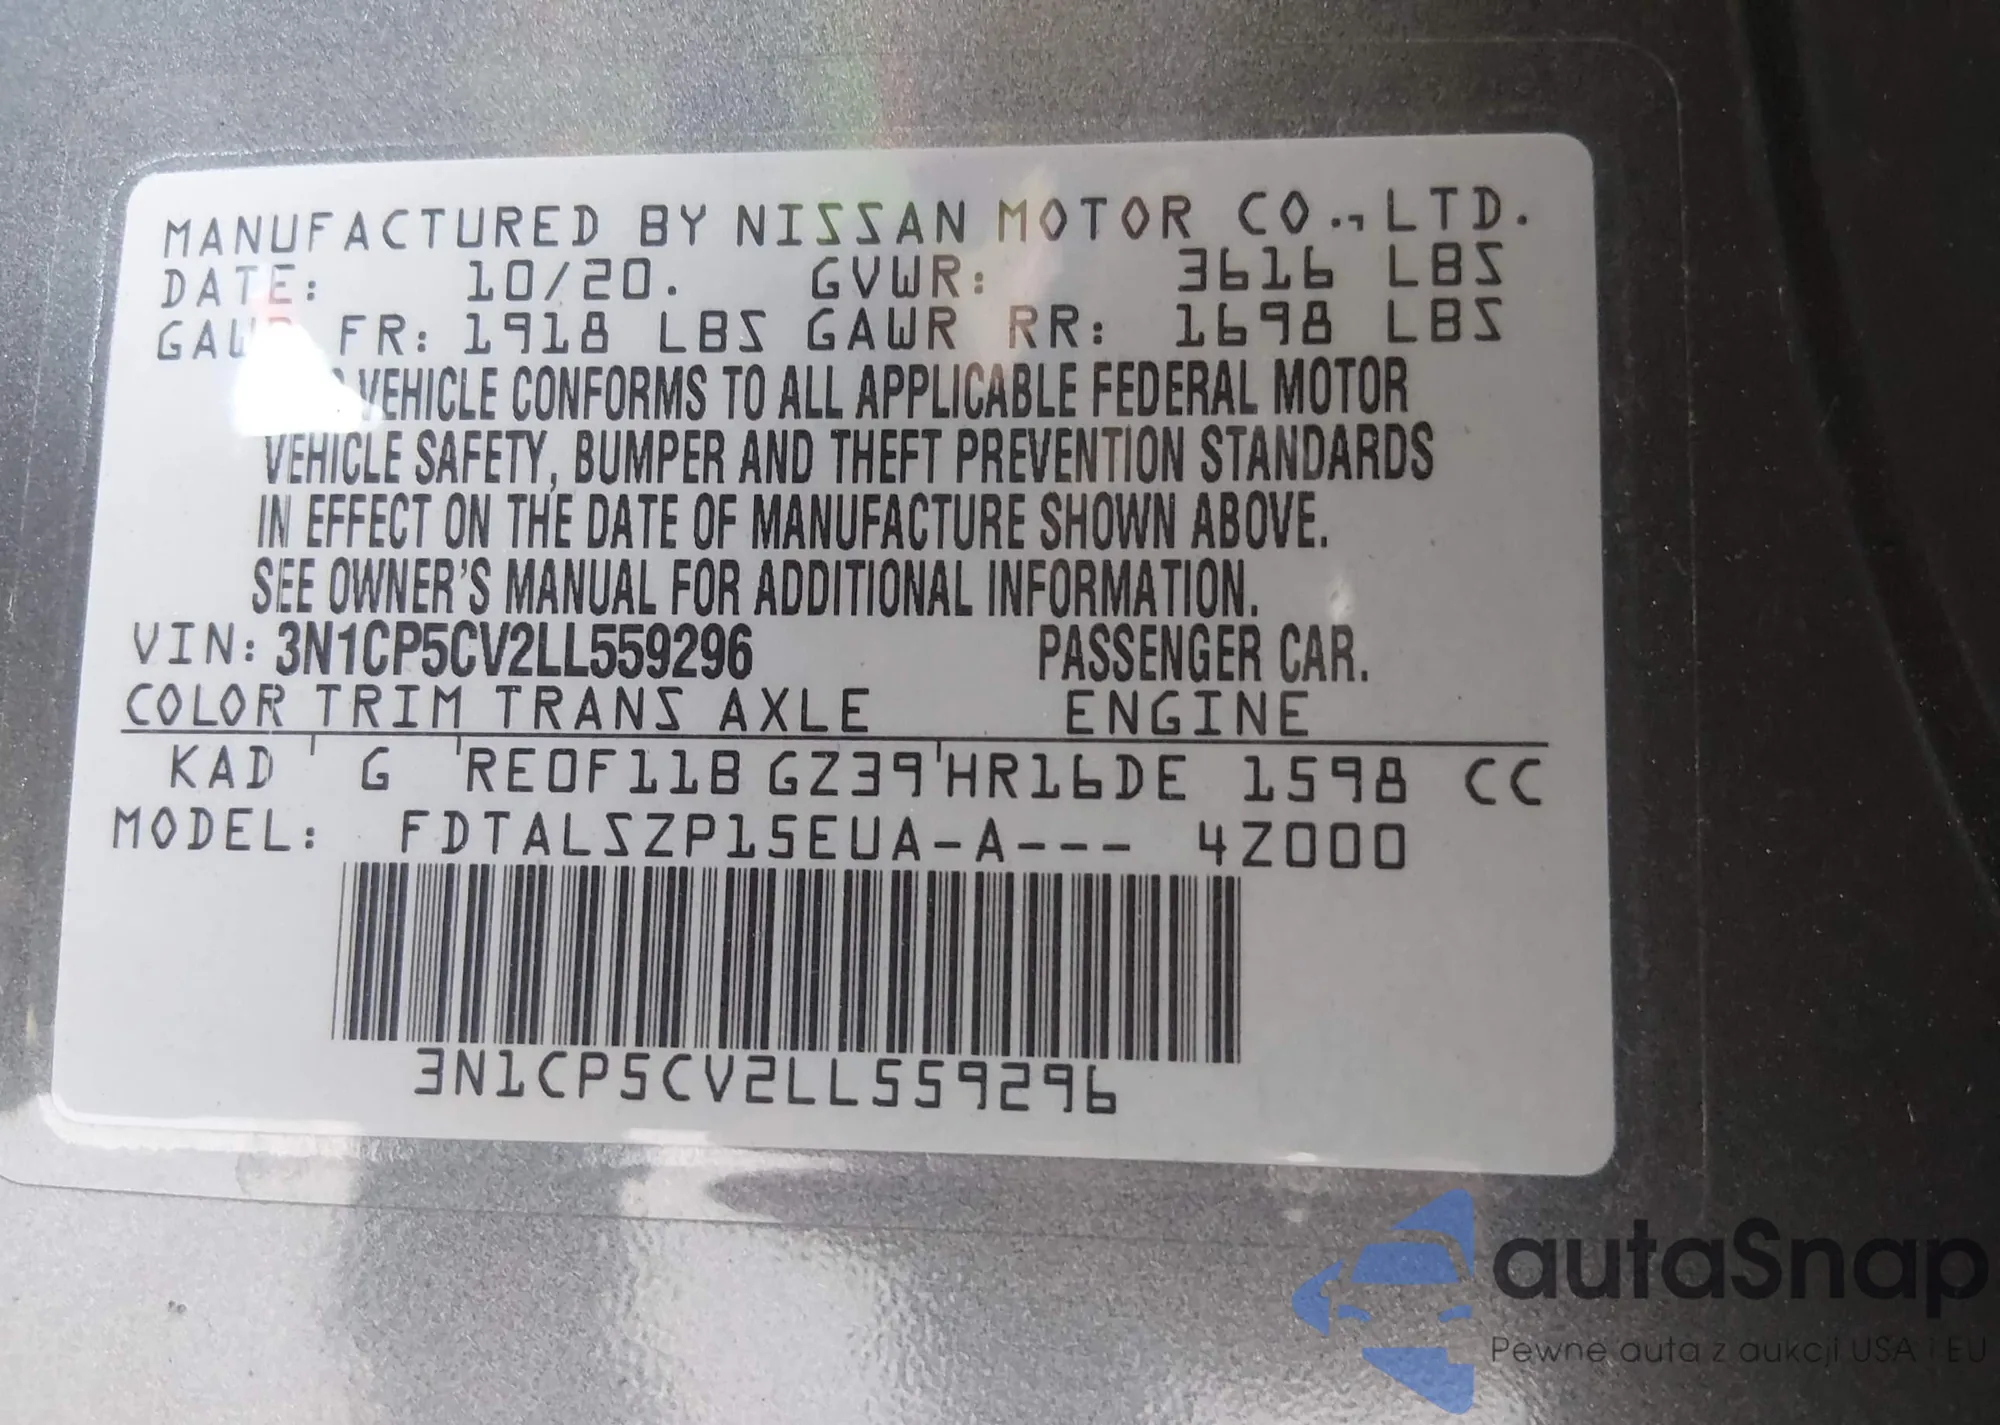 MANUFACTURED BY NISSAN MOTOR CO., LTD.
DATE: 10/20. GVWR: 3616 LBS
GAWR FR: 1918 LBS GAWR RR: 1698 LBS
VEHICLE CONFORMS TO ALL APPLICABLE FEDERAL MOTOR
VEHICLE SAFETY, BUMPER AND THEFT PREVENTION STANDARDS
IN EFFECT ON THE DATE OF MANUFACTURE SHOWN ABOVE.
SEE OWNER'S MANUAL FOR ADDITIONAL INFORMATION.
VIN: 3N1CP5CV2LL559296 PASSENGER CAR.
COLOR TRIM TRANS AXLE ENGINE
KAD ' G 'RE0F11B GZ39'HR16DE 1598 CC
MODEL: FDTALSZP15EUA-A--- 4Z000
3N1CP5CV2LL559296
autaSnap
Pewne auta z aukcji USA i EU